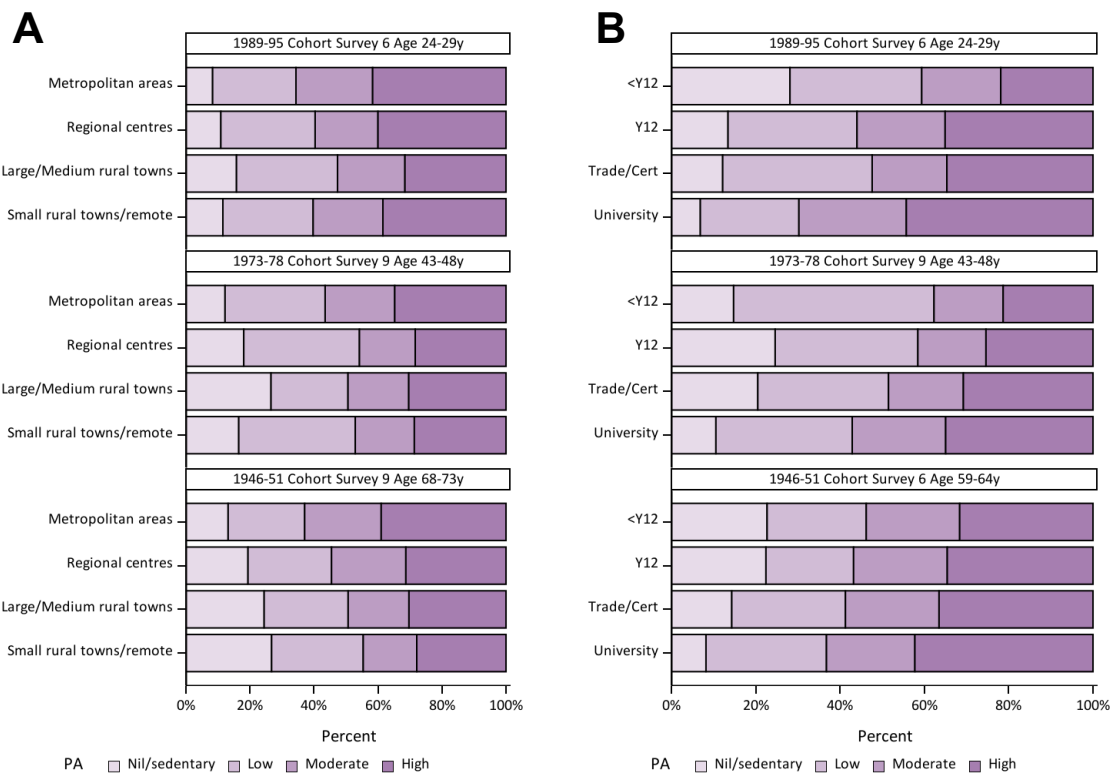 A
1989-95 Cohort Survey 6 Age 24-29y
Metropolitan areas
Regional centres
Large/Medium rural towns
Small rural towns/remote
1973-78 Cohort Survey 9 Age 43-48y
Metropolitan areas
Regional centres
Large/Medium rural towns
Small rural towns/remote
1946-51 Cohort Survey 9 Age 68-73y
Metropolitan areas
Regional centres
Large/Medium rural towns
Small rural towns/remote
0% 20% 40% 60% 80% 100%
Percent
PA Nil/sedentary Low Moderate High
B
1989-95 Cohort Survey 6 Age 24-29y
<Y12
Y12
Trade/Cert
University
1973-78 Cohort Survey 9 Age 43-48y
<Y12
Y12
Trade/Cert
University
1946-51 Cohort Survey 6 Age 59-64y
<Y12
Y12
Trade/Cert
University
0% 20% 40% 60% 80% 100%
Percent
PA Nil/sedentary Low Moderate High